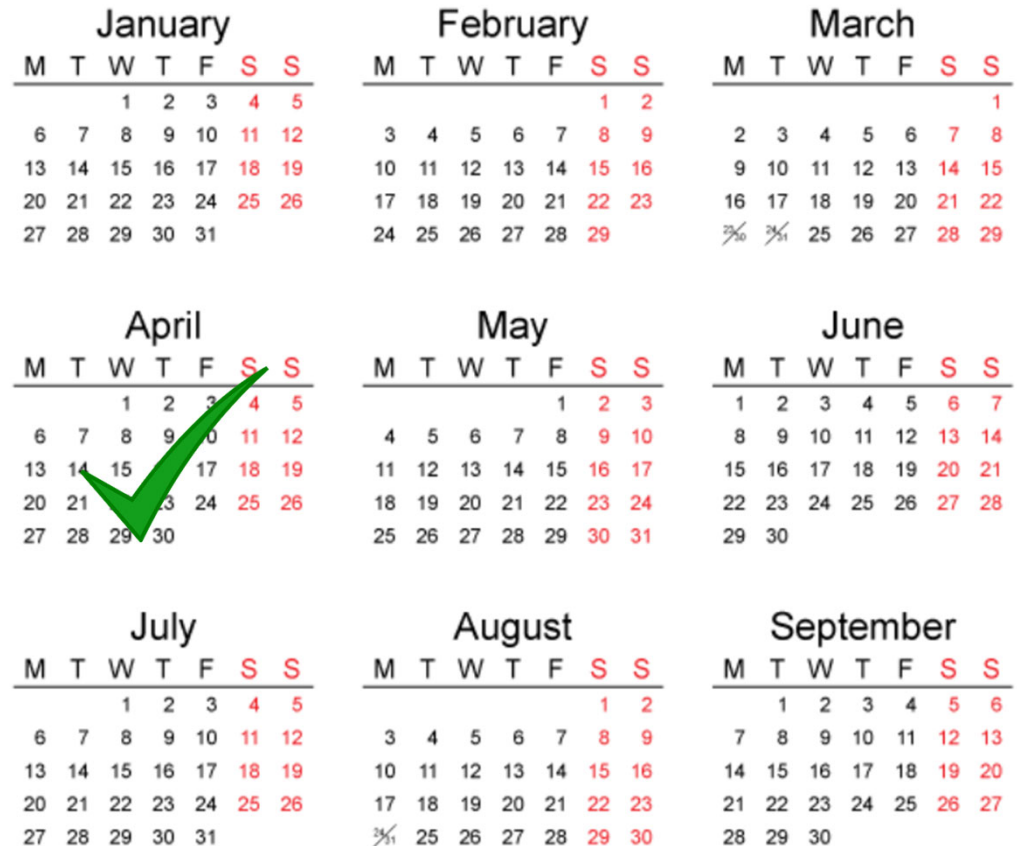 January February March
M T W T F S S M T W T F S S M T W T F S S
1 2 3 4 5 1 2 1
6 7 8 9 10 11 12 3 4 5 6 7 8 9 2 3 4 5 6 7 8
13 14 15 16 17 18 19 10 11 12 13 14 15 16 9 10 11 12 13 14 15
20 21 22 23 24 25 26 17 18 19 20 21 22 23 16 17 18 19 20 21 22
27 28 29 30 31 24 25 26 27 28 29 23/30 24/31 25 26 27 28 29
April May June
M T W T F S S M T W T F S S M T W T F S S
1 2 3 4 5 1 2 3 1 2 3 4 5 6 7
6 7 8 9 11 12 4 5 6 7 8 9 10 8 9 10 11 12 13 14
13 14 15 17 18 19 11 12 13 14 15 16 17 15 16 17 18 19 20 21
20 21 24 25 26 18 19 20 21 22 23 24 22 23 24 25 26 27 28
27 28 29 30 25 26 27 28 29 30 31 29 30
July August September
M T W T F S S M T W T F S S M T W T F S S
1 2 3 4 5 1 2 1 2 3 4 5 6
6 7 8 9 10 11 12 3 4 5 6 7 8 9 7 8 9 10 11 12 13
13 14 15 16 17 18 19 10 11 12 13 14 15 16 14 15 16 17 18 19 20
20 21 22 23 24 25 26 17 18 19 20 21 22 23 21 22 23 24 25 26 27
27 28 29 30 31 24/31 25 26 27 28 29 30 28 29 30